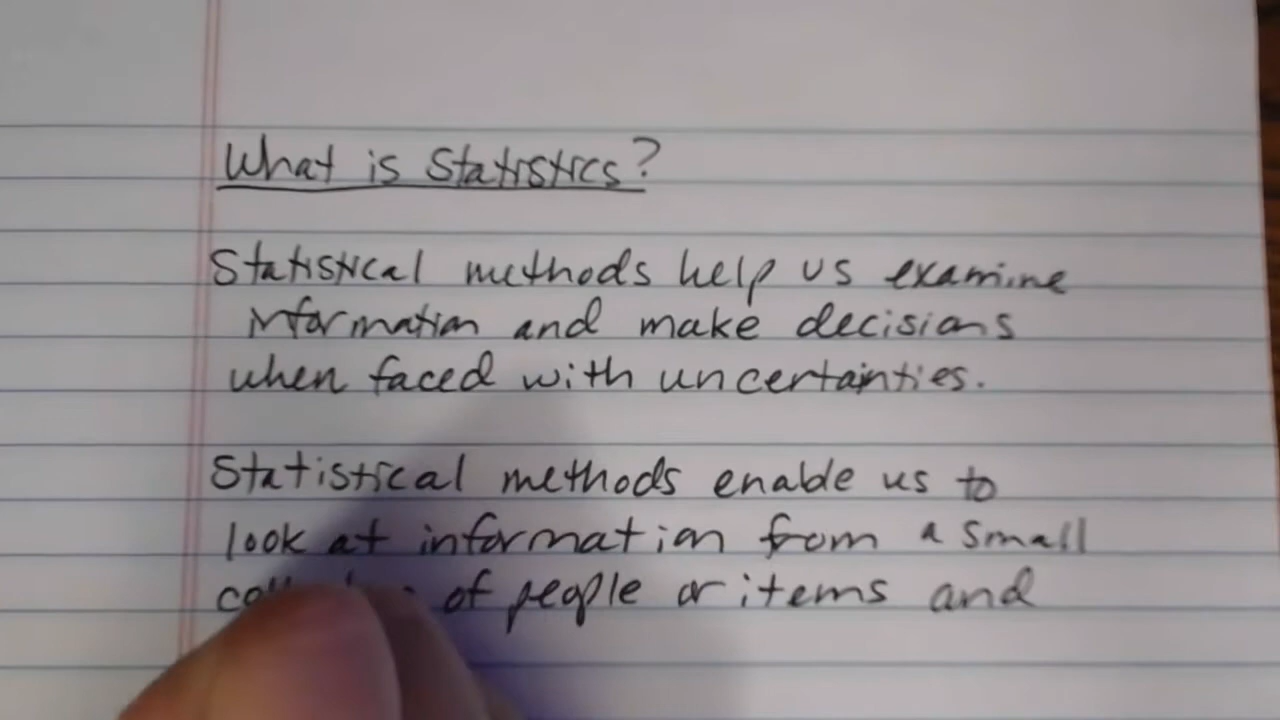 What is Statistics?
Statistical methods help us examine
information and make decisions
when faced with uncertainties.
Statistical methods enable us to
look at information from a small
of people or items and